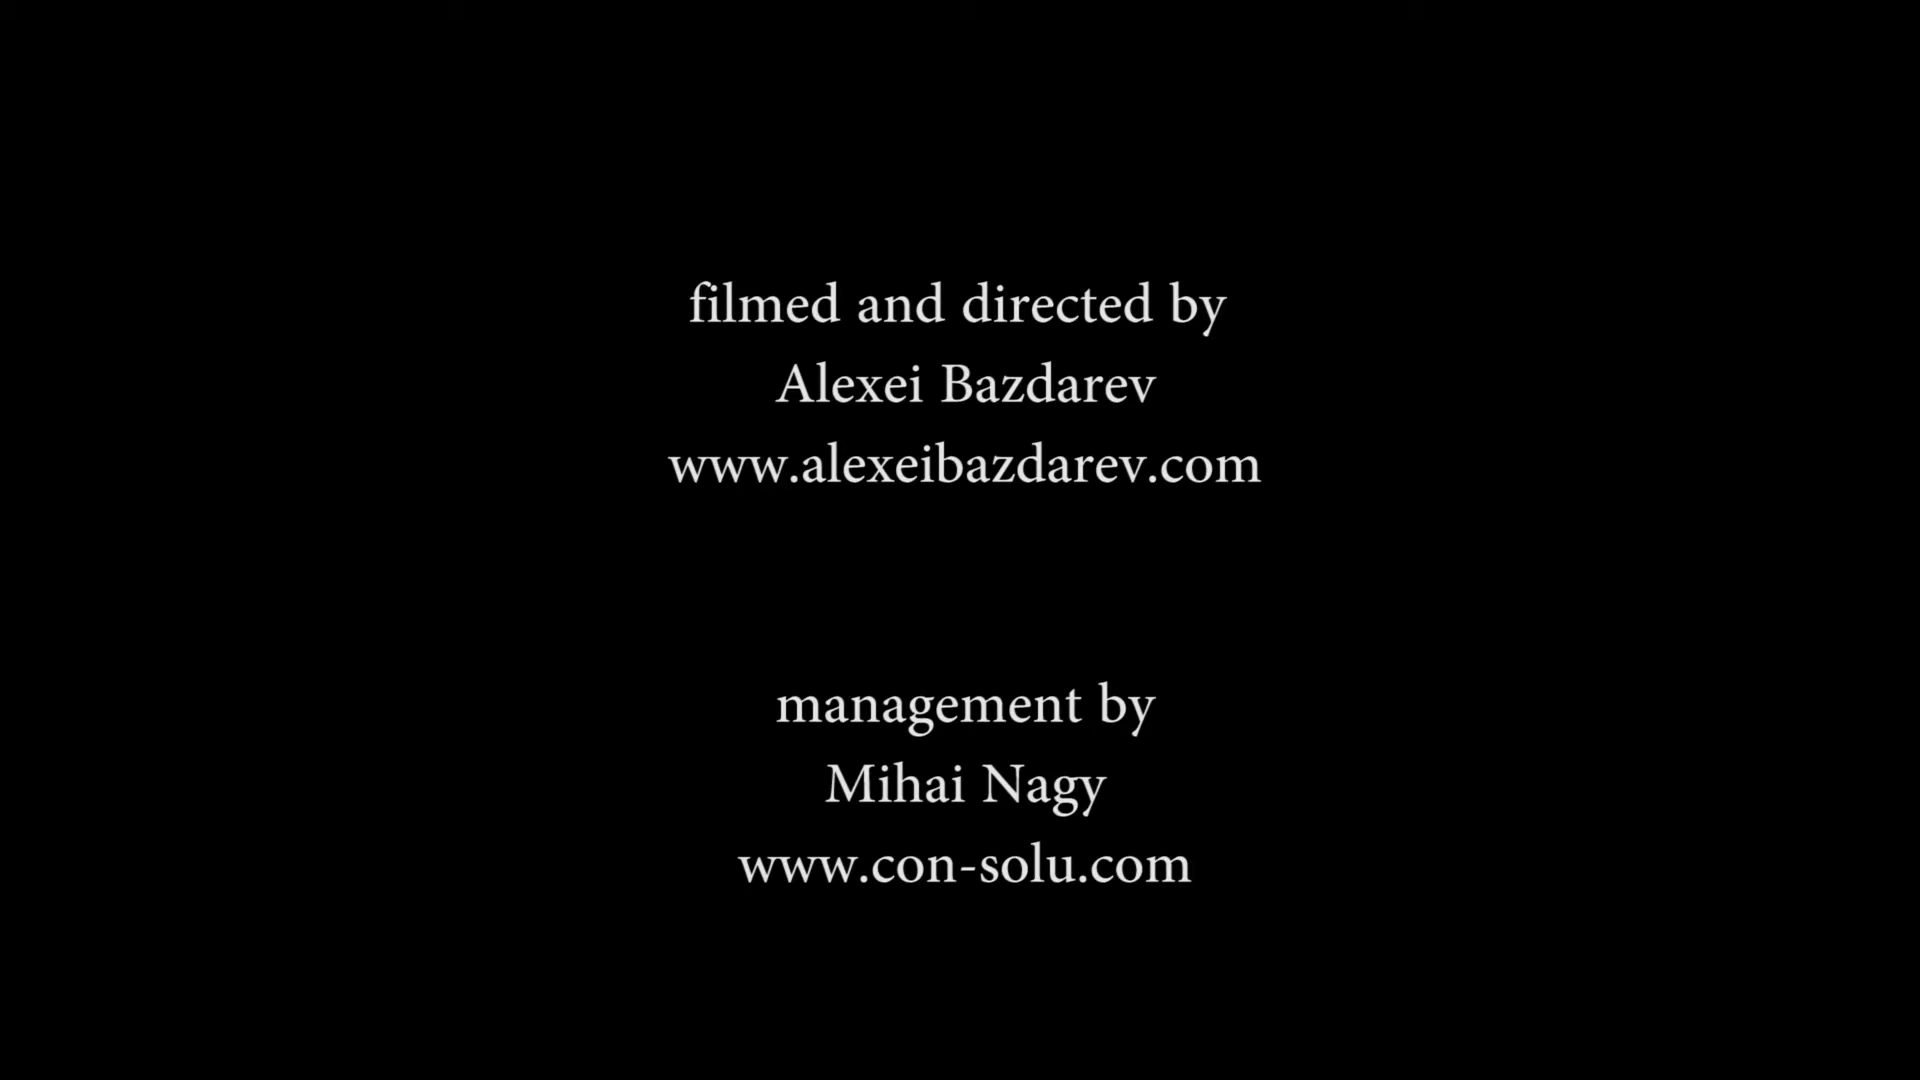 filmed and directed by
Alexei Bazdarev
www.alexeibazdarev.com
management by
Mihai Nagy
www.con-solu.com